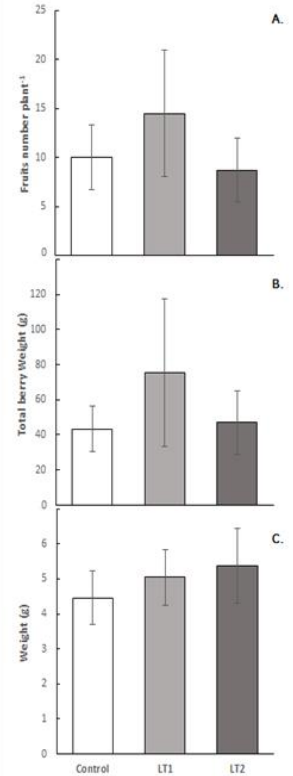 A.
25
20
15
10
5
0
Fruits number plant⁻¹
B.
120
100
80
60
40
20
0
Total berry Weight (g)
C.
6
5
4
3
2
1
0
Weight (g)
Control LT1 LT2